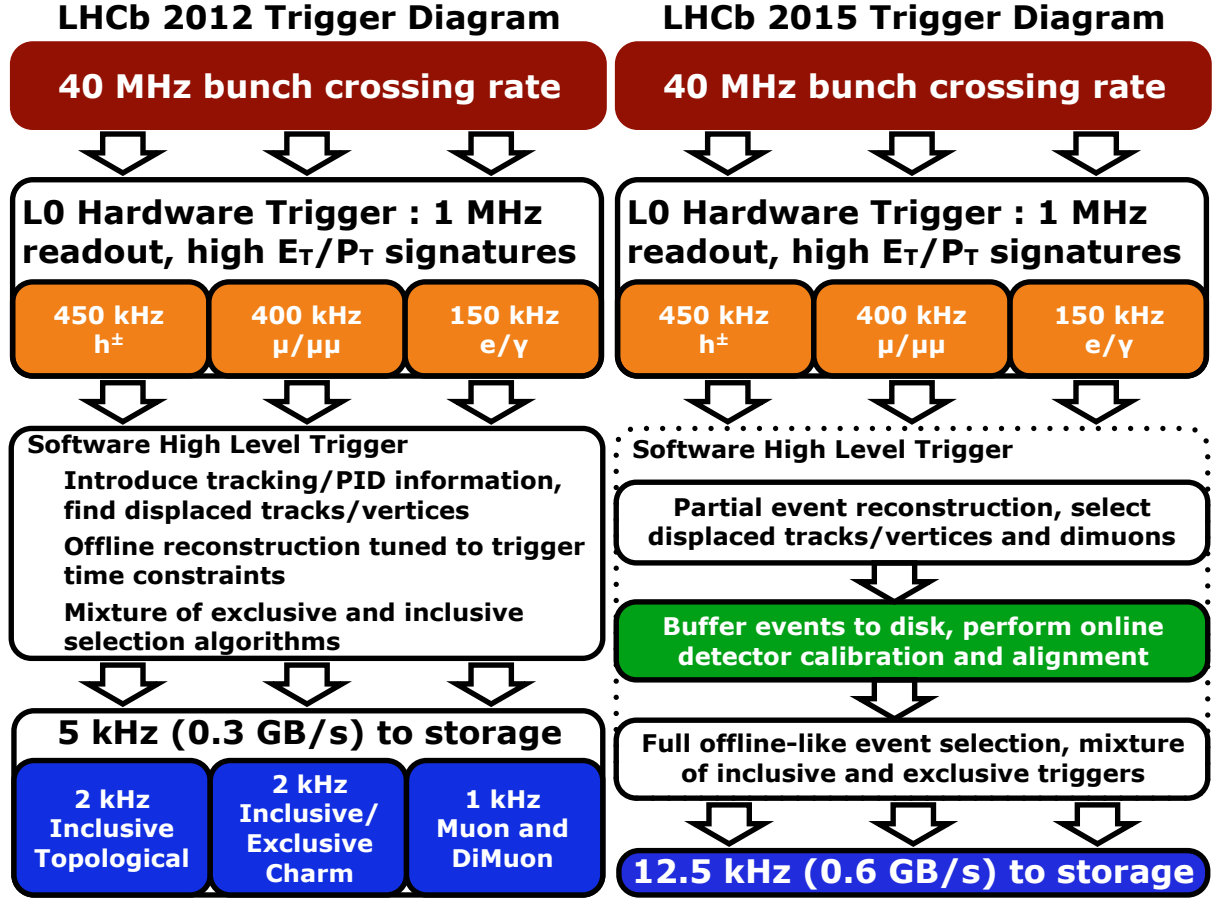 LHCb 2012 Trigger Diagram
40 MHz bunch crossing rate
L0 Hardware Trigger : 1 MHz
readout, high E_T/P_T signatures
450 kHz
h±
400 kHz
μ/μμ
150 kHz
e/γ
Software High Level Trigger
Introduce tracking/PID information,
find displaced tracks/vertices
Offline reconstruction tuned to trigger
time constraints
Mixture of exclusive and inclusive
selection algorithms
5 kHz (0.3 GB/s) to storage
2 kHz
Inclusive
Topological
2 kHz
Inclusive/
Exclusive
Charm
1 kHz
Muon and
DiMuon
LHCb 2015 Trigger Diagram
40 MHz bunch crossing rate
L0 Hardware Trigger : 1 MHz
readout, high E_T/P_T signatures
450 kHz
h±
400 kHz
μ/μμ
150 kHz
e/γ
Software High Level Trigger
Partial event reconstruction, select
displaced tracks/vertices and dimuons
Buffer events to disk, perform online
detector calibration and alignment
Full offline-like event selection, mixture
of inclusive and exclusive triggers
12.5 kHz (0.6 GB/s) to storage